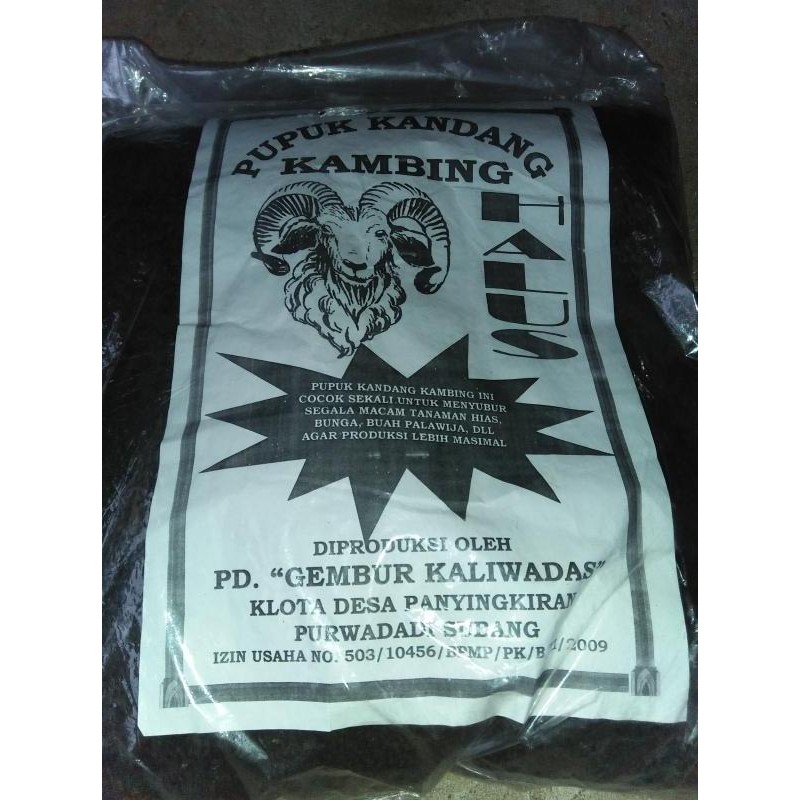 PUPUK KANDANG
KAMBING
HALUS
PUPUK KANDANG KAMBING INI
COCOK SEKALI UNTUK MENYUBUR
SEGALA MACAM TANAMAN HIAS,
BUNGA, BUAH PALAWIJA, DLL
AGAR PRODUKSI LEBIH MASIMAL
DIPRODUKSI OLEH
PD. “GEMBUR KALIWADAS”
KLOTA DESA PANYINGKIRAN
PURWADADI SUBANG
IZIN USAHA NO. 503/10456/BPMP/PK/B